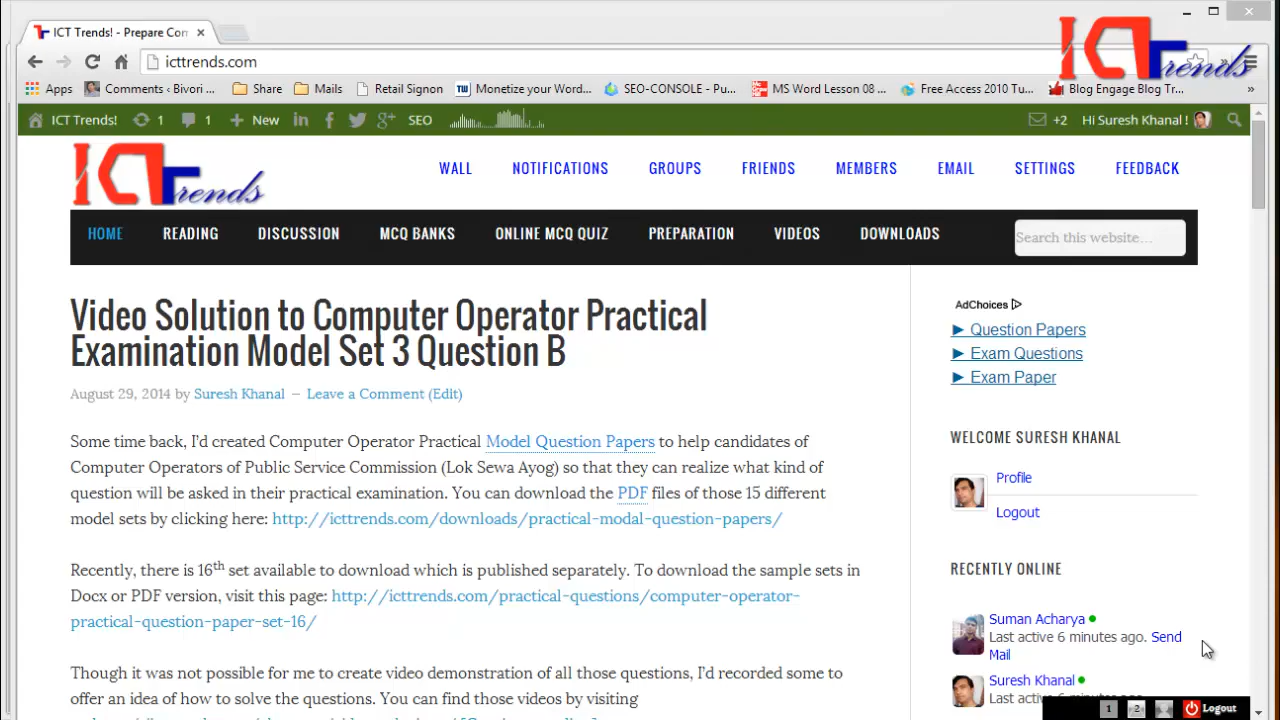 ICT Trends! - Prepare Con
icttrends.com
ICTTrends
Apps
Comments ‹ Bivori ...
Share
Mails
Retail Signon
Monetize your Word...
SEO-CONSOLE - Pu...
MS Word Lesson 08 ...
Free Access 2010 Tu...
Blog Engage Blog Tr...
»
ICT Trends!
1
1
New
SEO
+2
Hi Suresh Khanal !
ICTTrends
WALL NOTIFICATIONS GROUPS FRIENDS MEMBERS EMAIL SETTINGS FEEDBACK
HOME READING DISCUSSION MCQ BANKS ONLINE MCQ QUIZ PREPARATION VIDEOS DOWNLOADS
Search this website...
Video Solution to Computer Operator Practical
Examination Model Set 3 Question B
August 29, 2014 by Suresh Khanal — Leave a Comment (Edit)
Some time back, I’d created Computer Operator Practical Model Question Papers to help candidates of
Computer Operators of Public Service Commission (Lok Sewa Ayog) so that they can realize what kind of
question will be asked in their practical examination. You can download the PDF files of those 15 different
model sets by clicking here: http://icttrends.com/downloads/practical-modal-question-papers/
Recently, there is 16th set available to download which is published separately. To download the sample sets in
Docx or PDF version, visit this page: http://icttrends.com/practical-questions/computer-operator-
practical-question-paper-set-16/
Though it was not possible for me to create video demonstration of all those questions, I’d recorded some to
offer an idea of how to solve the questions. You can find those videos by visiting
AdChoices
► Question Papers
► Exam Questions
► Exam Paper
WELCOME SURESH KHANAL
Profile
Logout
RECENTLY ONLINE
Suman Acharya
Last active 6 minutes ago. Send
Mail
Suresh Khanal
Last active 6 minutes ago.
1 2 Logout